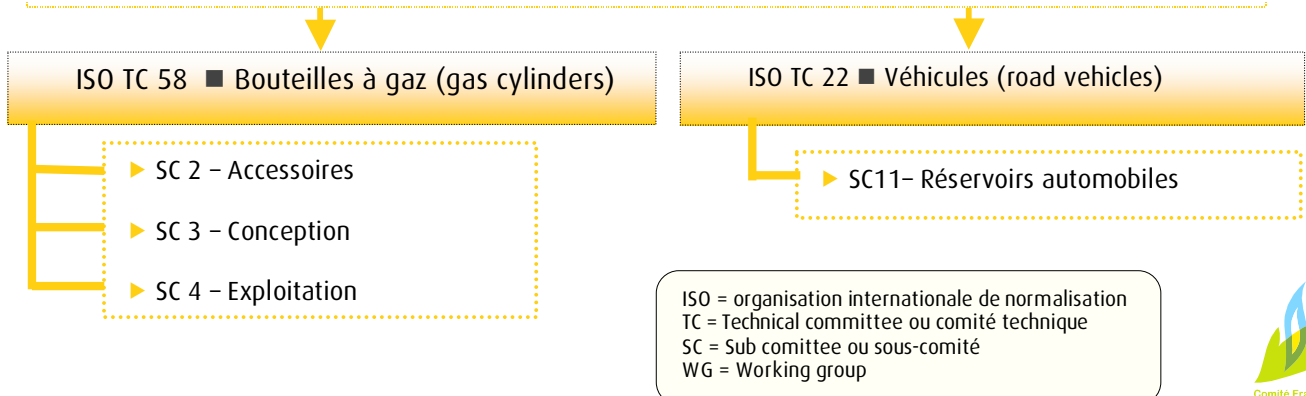 ISO TC 58 ■ Bouteilles à gaz (gas cylinders)
ISO TC 22 ■ Véhicules (road vehicles)
SC 2 – Accessoires
SC 3 – Conception
SC 4 – Exploitation
SC11– Réservoirs automobiles
ISO = organisation internationale de normalisation
TC = Technical committee ou comité technique
SC = Sub comittee ou sous-comité
WG = Working group
Comité